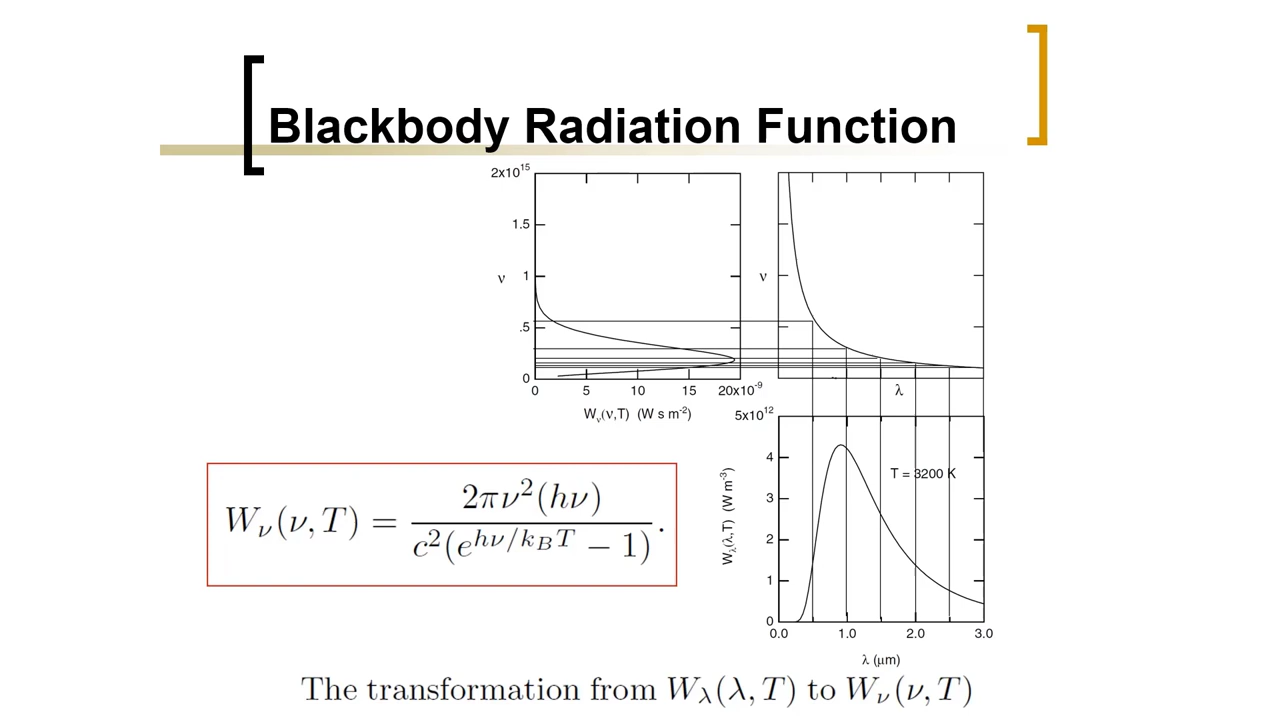 Blackbody Radiation Function
2x10^15
1.5
ν 1
.5
0
0 5 10 15 20x10^-9
W_ν(ν,T) (W s m^-2)
ν
λ
5x10^12
4
3
2
1
0
W_λ(λ,T) (W m^-3)
T = 3200 K
0.0 1.0 2.0 3.0
λ (μm)
W_ν(ν, T) = 2πν^2(hν) / c^2(e^{hν/k_BT} − 1).
The transformation from W_λ(λ, T) to W_ν(ν, T)